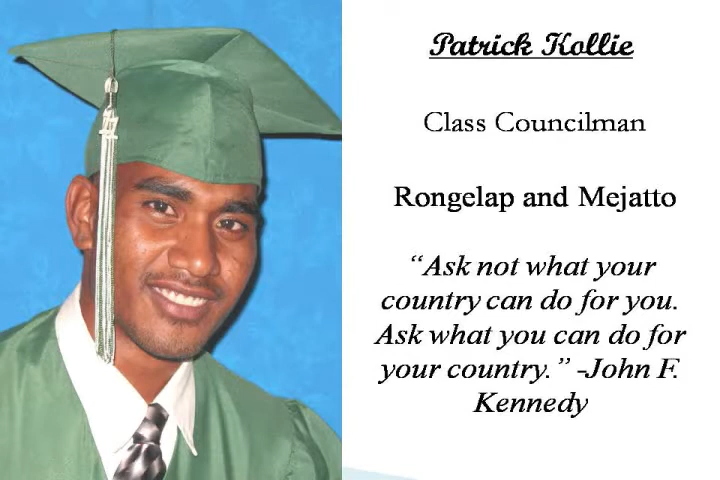 Patrick Kollie
Class Councilman
Rongelap and Mejatto
“Ask not what your
country can do for you.
Ask what you can do for
your country.” -John F.
Kennedy